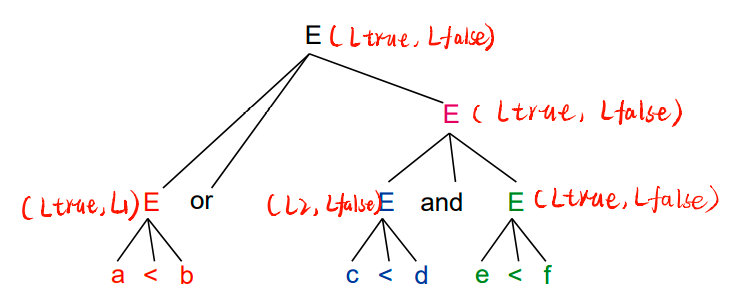 E (Ltrue, Lfalse)
E (Ltrue, Lfalse)
(Ltrue, L1) E or (L2, Lfalse) E and E (Ltrue, Lfalse)
a < b c < d e < f